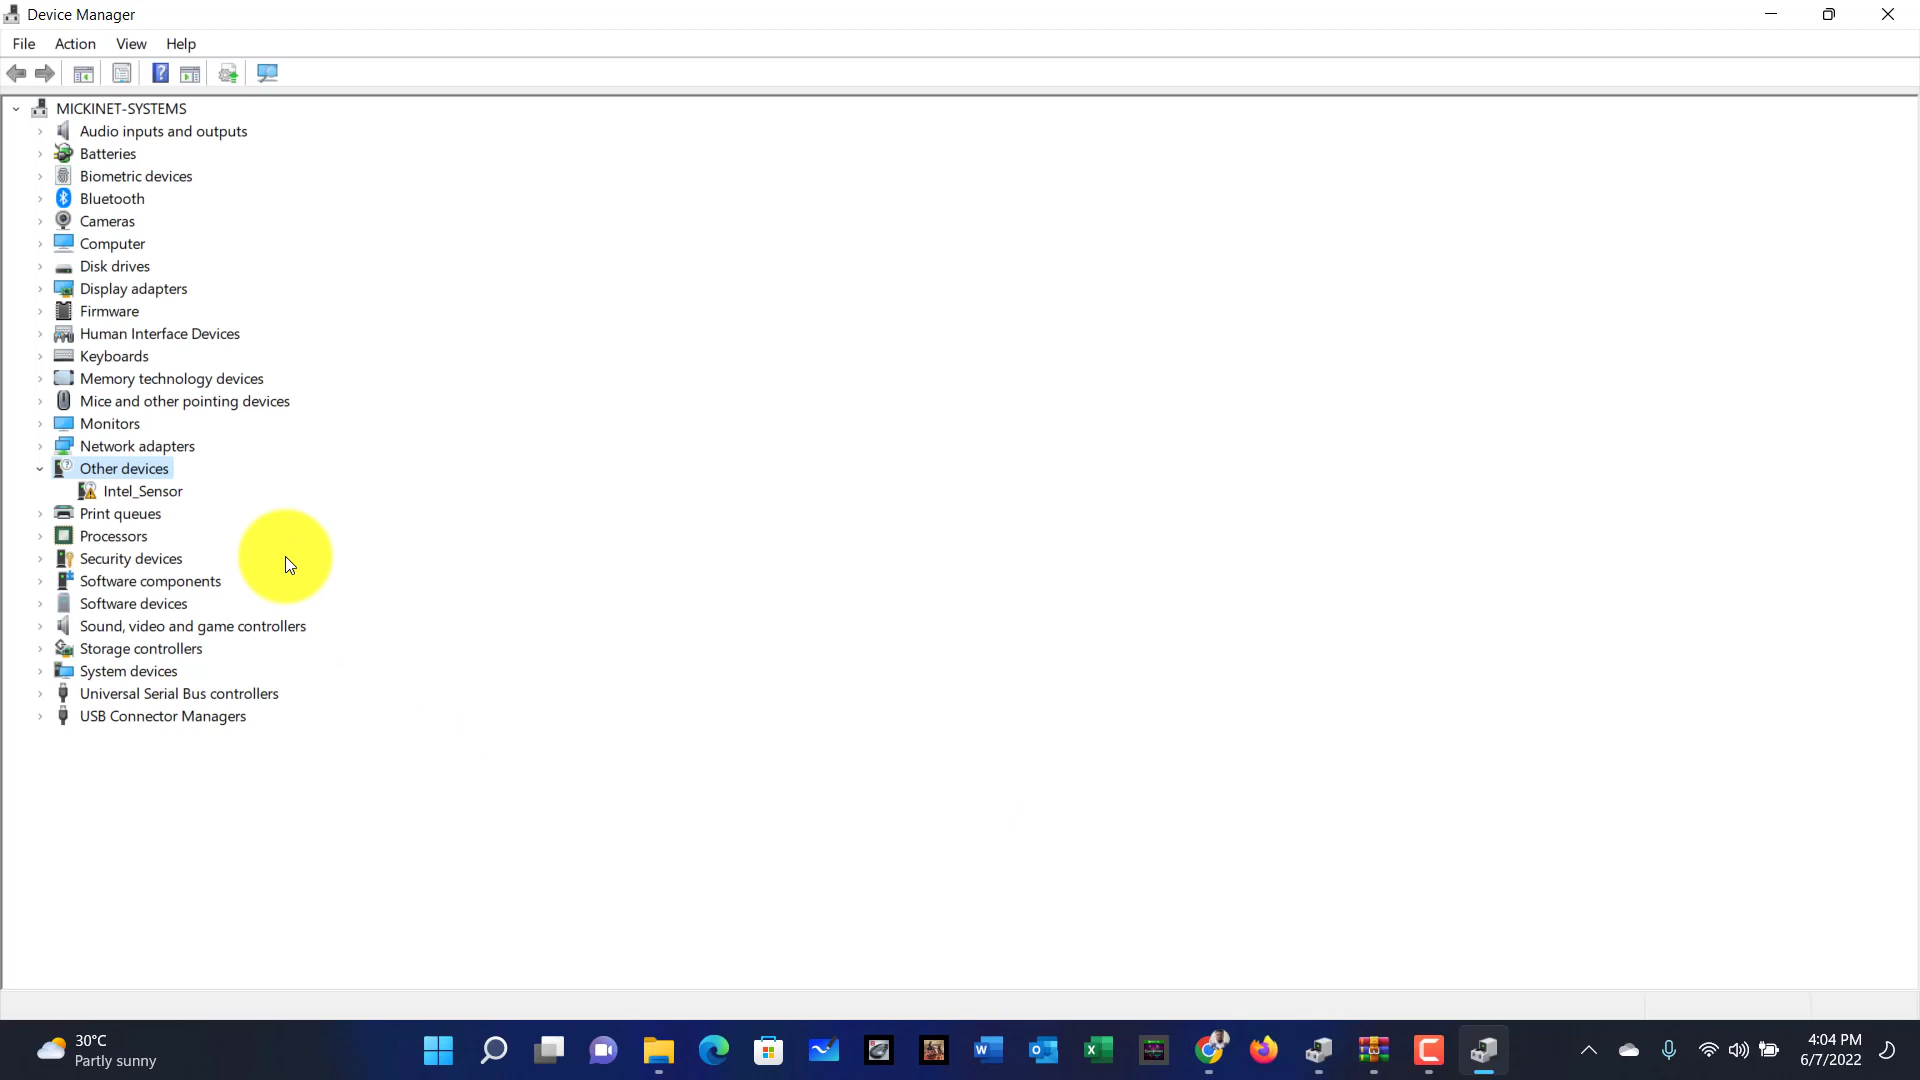 Device Manager
File Action View Help
MICKINET-SYSTEMS
Audio inputs and outputs
Batteries
Biometric devices
Bluetooth
Cameras
Computer
Disk drives
Display adapters
Firmware
Human Interface Devices
Keyboards
Memory technology devices
Mice and other pointing devices
Monitors
Network adapters
Other devices
Intel_Sensor
Print queues
Processors
Security devices
Software components
Software devices
Sound, video and game controllers
Storage controllers
System devices
Universal Serial Bus controllers
USB Connector Managers
30°C
Partly sunny
4:04 PM
6/7/2022